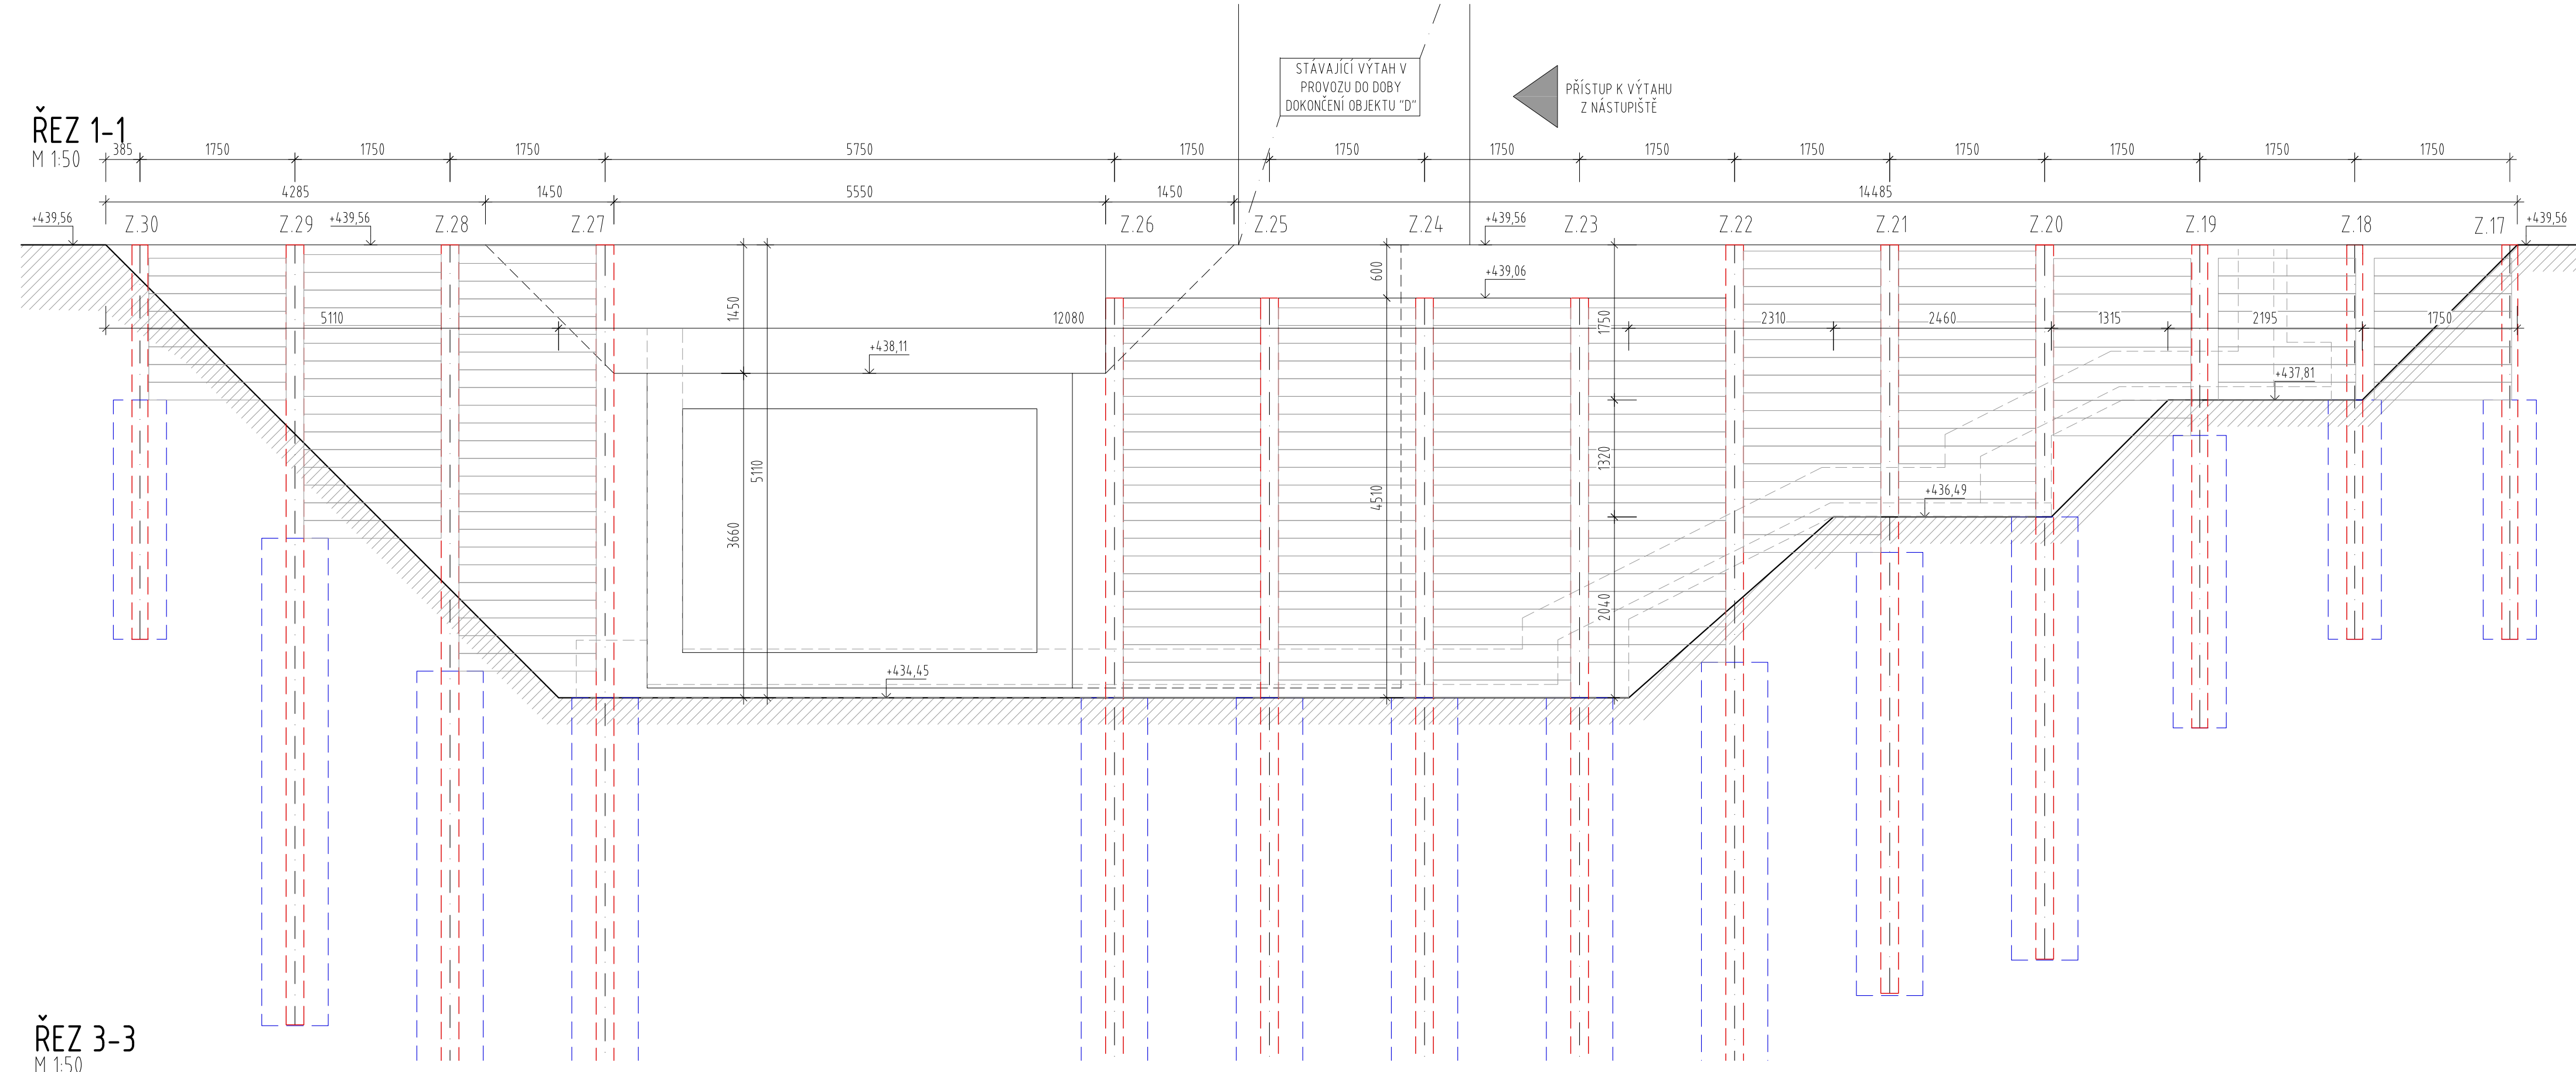 STÁVAJÍCÍ VÝTAH V
PROVOZU DO DOBY
DOKONČENÍ OBJEKTU "D"
PŘÍSTUP K VÝTAHU
Z NÁSTUPIŠTĚ
ŘEZ 1-1
M 1:50
385 1750 1750 1750 5750 1750 1750 1750 1750 1750 1750 1750 1750 1750
4285 1450 5550 1450 14485
+439,56 +439,56 +439,56 +439,56
Z.30 Z.29 Z.28 Z.27 Z.26 Z.25 Z.24 Z.23 Z.22 Z.21 Z.20 Z.19 Z.18 Z.17
600 +439,06
1450
5110 12080 1750 2310 2460 1315 2195 1750
+438,11
+437,81
5110
3660
4510
1320
+436,49
2040
+434,45
ŘEZ 3-3
M 1:50